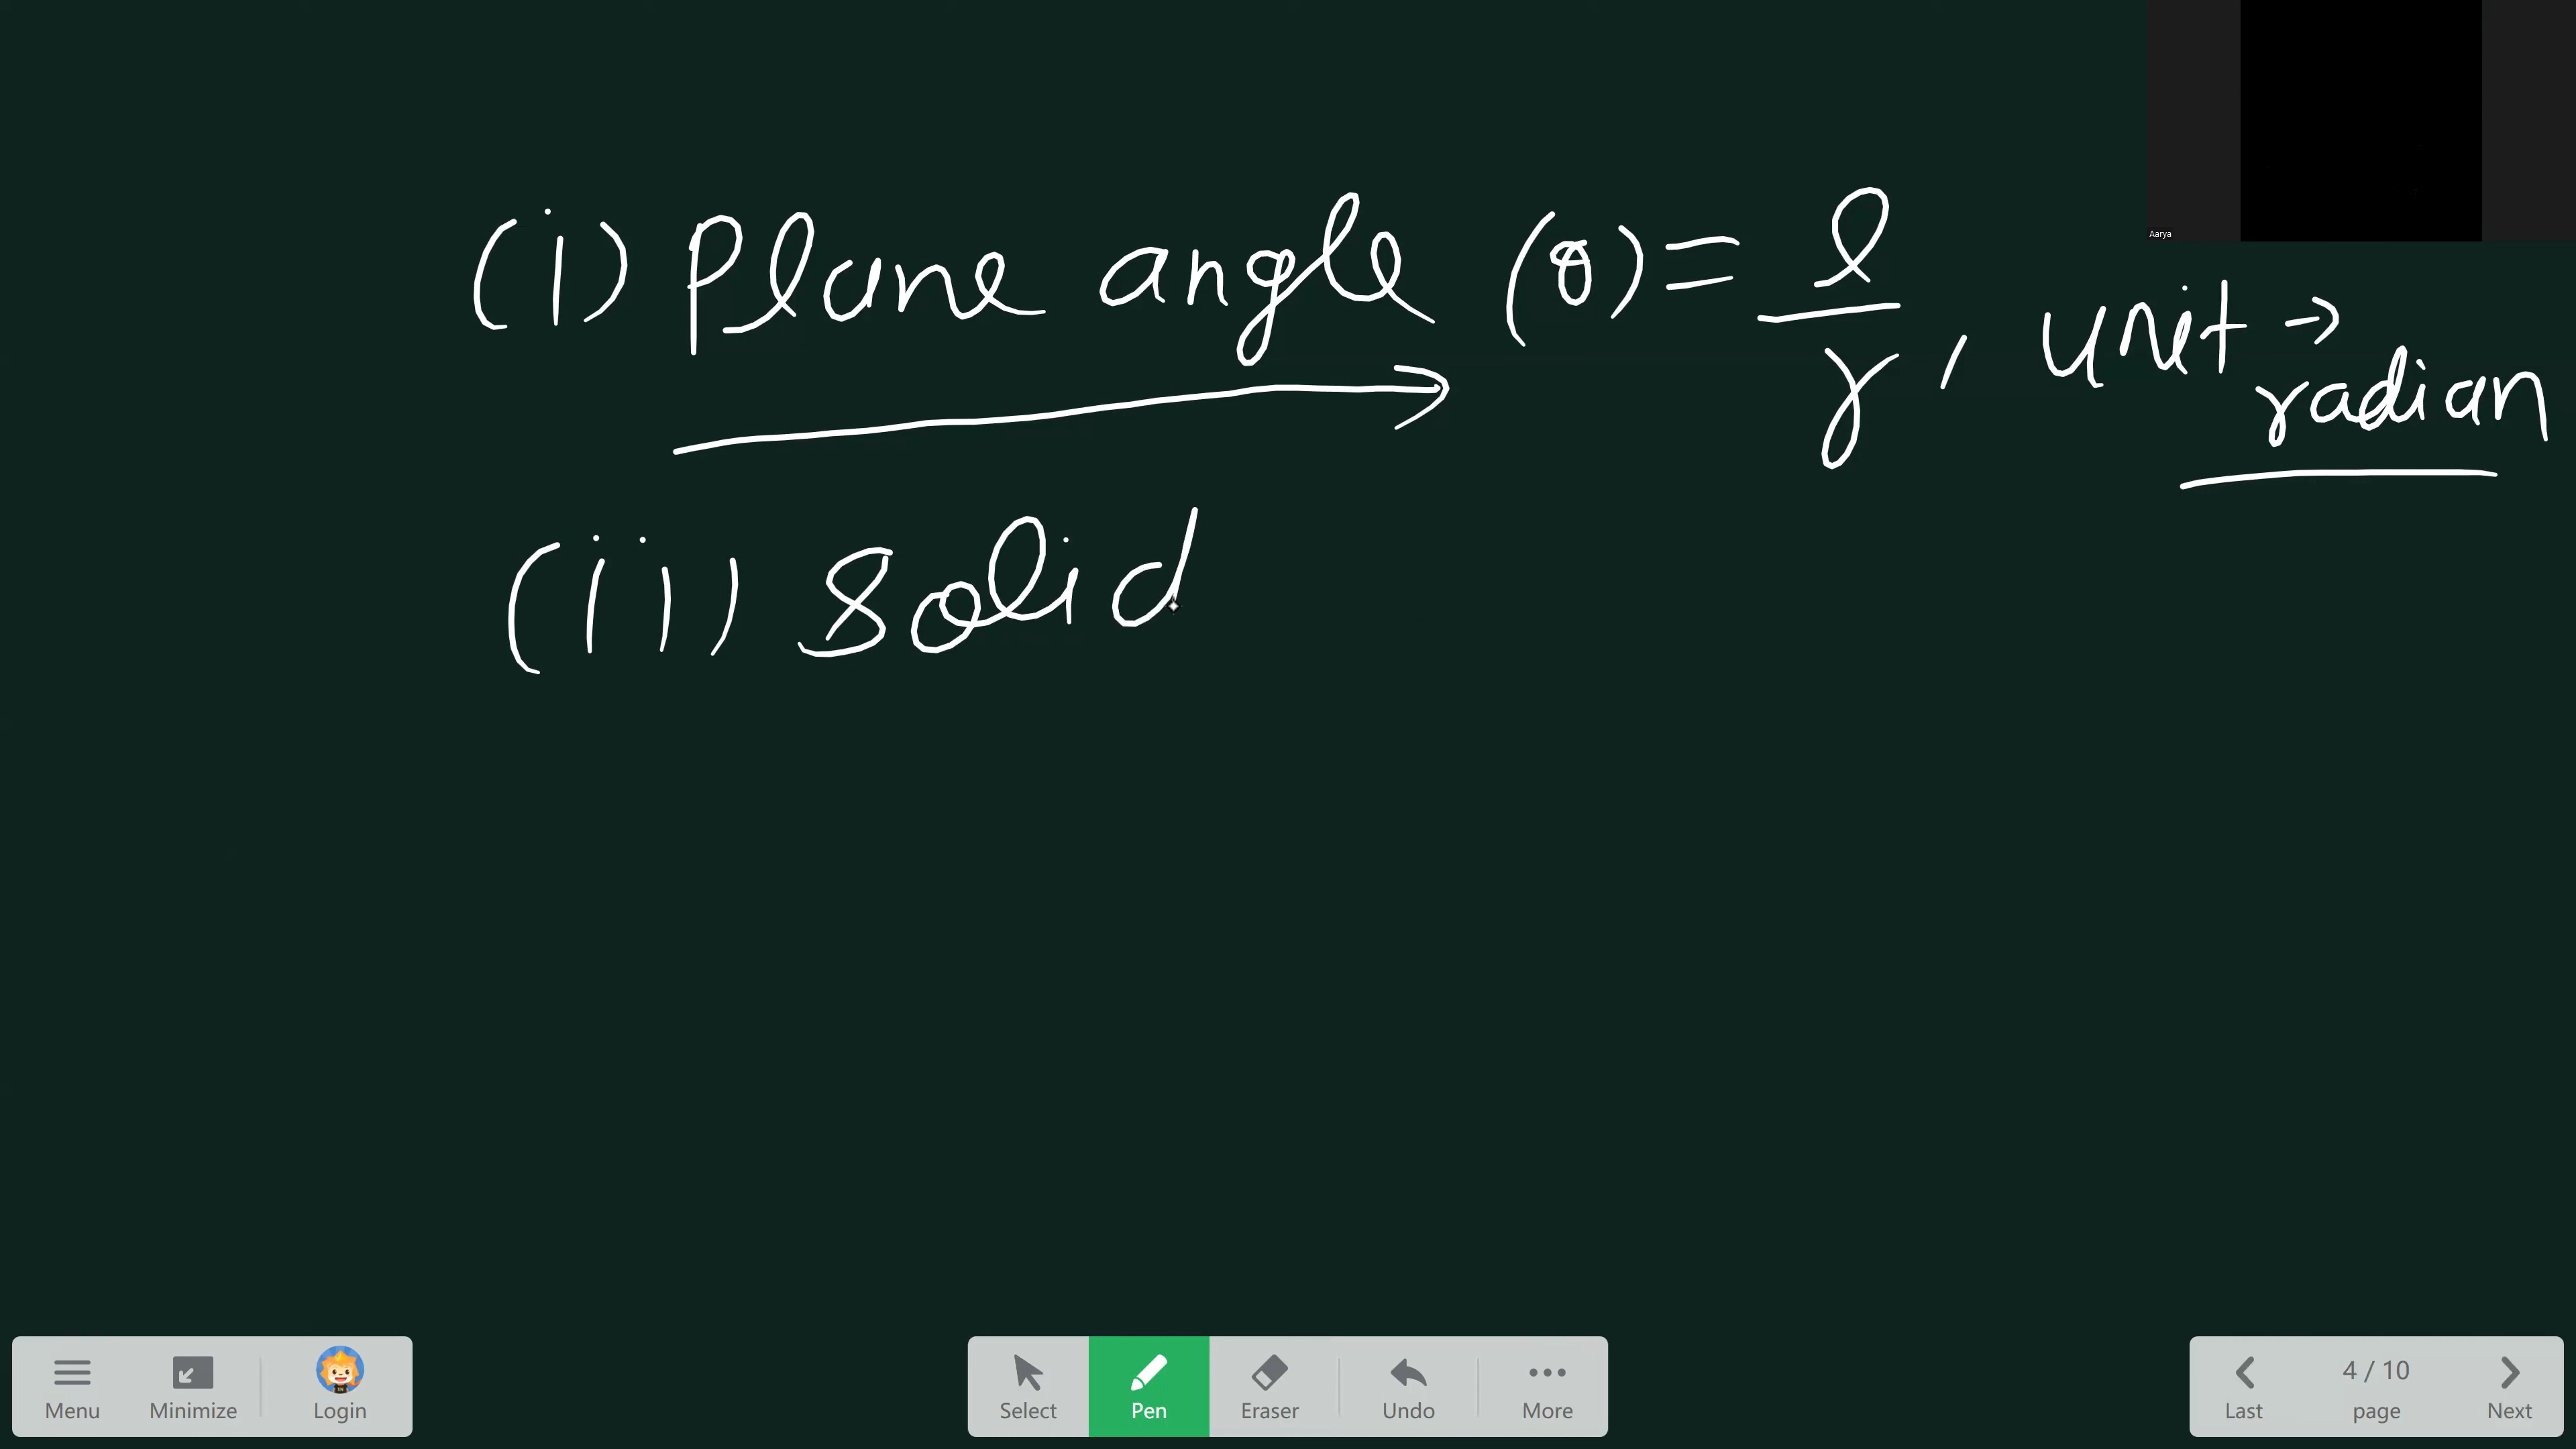 Aarya
(i) Plane angle (θ) = l/r, unit → radian
(ii) Solid
Menu Minimize Login Select Pen Eraser Undo More Last 4 / 10 page Next